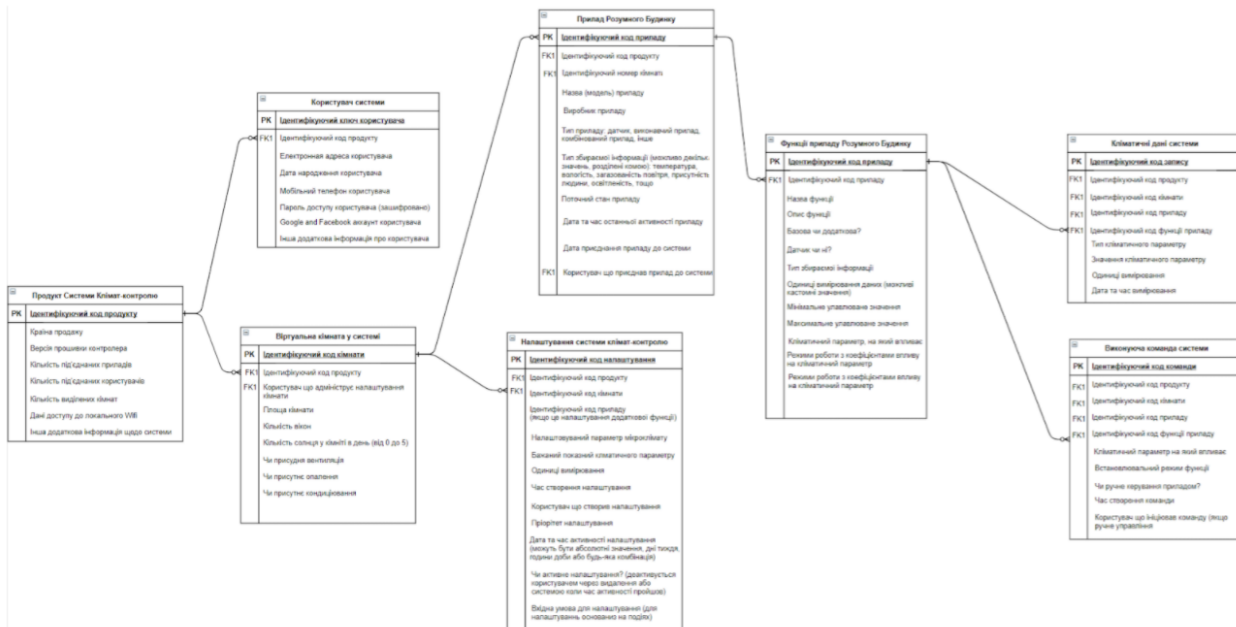 Прилад Розумного Будинку
PK Ідентифікуючий код приладу
FK1 Ідентифікуючий код продукту
FK1 Ідентифікуючий номер кімнаті
Назва (модель) приладу
Виробник приладу
Тип приладу: датчик, виконавчий прилад,
комбінований прилад, інше
Тип збираємої інформації (можливо декільк.
значень, розділені комою): температура,
вологість, загазованість повітря, присутність
людини, освітленість, тощо
Поточний стан приладу
Дата та час останньої активності приладу
Дата приєднання приладу до системи
FK1 Користувач що приєднав прилад до системи
Користувач системи
PK Ідентифікуючий ключ користувача
FK1 Ідентифікуючий код продукту
Електронная адреса користувача
Дата народження користувача
Мобільний телефон користувача
Пароль доступу користувача (зашифровано)
Google and Facebook аккаунт користувача
Інша додаткова інформація про користувача
Функції приладу Розумного Будинку
PK Ідентифікуючий код приладу
FK1 Ідентифікуючий код приладу
Назва функції
Опис функції
Базова чи додаткова?
Датчик чи ні?
Тип збираємої інформації
Одиниці вимірювання даних (можливі
кастомні значення)
Мінімальне уловлюване значення
Максимальне уловлюване значення
Кліматичний параметр, на який впливає
Режими роботи з коефіцієнтами впливу
на кліматичний параметр
Режими роботи з коефіцієнтами впливу
на кліматичний параметр
Кліматичні дані системи
PK Ідентифікуючий код запису
FK1 Ідентифікуючий код продукту
FK1 Ідентифікуючий код кімнати
FK1 Ідентифікуючий код приладу
FK1 Ідентифікуючий код функції приладу
Тип кліматичного параметру
Значення кліматичного параметру
Одиниці вимірювання
Дата та час вимірювання
Продукт Системи Клімат-контролю
PK Ідентифікуючий код продукту
Країна продажу
Версія прошивки контролера
Кількість під'єднаних приладів
Кількість під'єднаних користувачів
Кількість виділених кімнат
Дані доступу до локального Wifi
Інша додаткова інформація щодо системи
Віртуальна кімната у системі
PK Ідентифікуючий код кімнати
FK1 Ідентифікуючий код продукту
FK1 Користувач що адмініструє налаштування
кімнати
Площа кімнати
Кількість вікон
Кількість сонця у кімніті в день (від 0 до 5)
Чи присудня вентиляція
Чи присутнє опалення
Чи присутнє кондиціювання
Налаштування системи клімат-контролю
PK Ідентифікуючий код налаштування
FK1 Ідентифікуючий код продукту
FK1 Ідентифікуючий код кімнати
Ідентифікуючий код приладу
(якщо це налаштування додаткової функції)
Налаштовуваний параметр мікроклімату
Бажаний показний кліматичного параметру
Одиниці вимірювання
Час створення налаштування
Користувач що створив налаштування
Пріорітет налаштування
Дата та час активності налаштування
(можуть бути абсолютні значення, дні тиждя,
години доби або будь-яка комбінація)
Чи активне налаштування? (деактивується
користувачем через видалення або
системою коли час активності пройшов)
Вхідна умова для налаштування (для
налаштуваннь основаних на подіях)
Виконуюча команда системи
PK Ідентифікуючий код команди
FK1 Ідентифікуючий код продукту
FK1 Ідентифікуючий код кімнати
FK1 Ідентифікуючий код приладу
FK1 Ідентифікуючий код функції приладу
Кліматичний параметр на який впливає
Встановлювальний режим функції
Чи ручне керування приладом?
Час створення команди
Користувач що ініціював команду (якщо
ручне управління